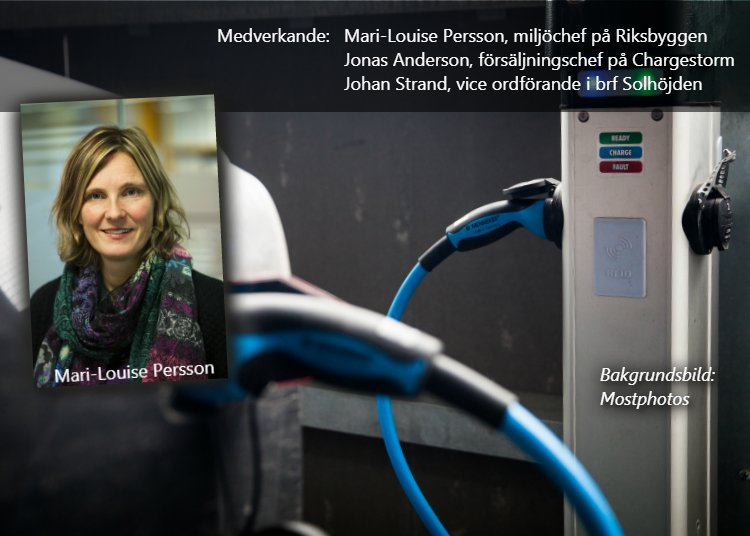 Medverkande: Mari-Louise Persson, miljöchef på Riksbyggen
Jonas Anderson, försäljningschef på Chargestorm
Johan Strand, vice ordförande i brf Solhöjden
READY
CHARGE
FAULT
RFID
Mari-Louise Persson
Bakgrundsbild:
Mostphotos